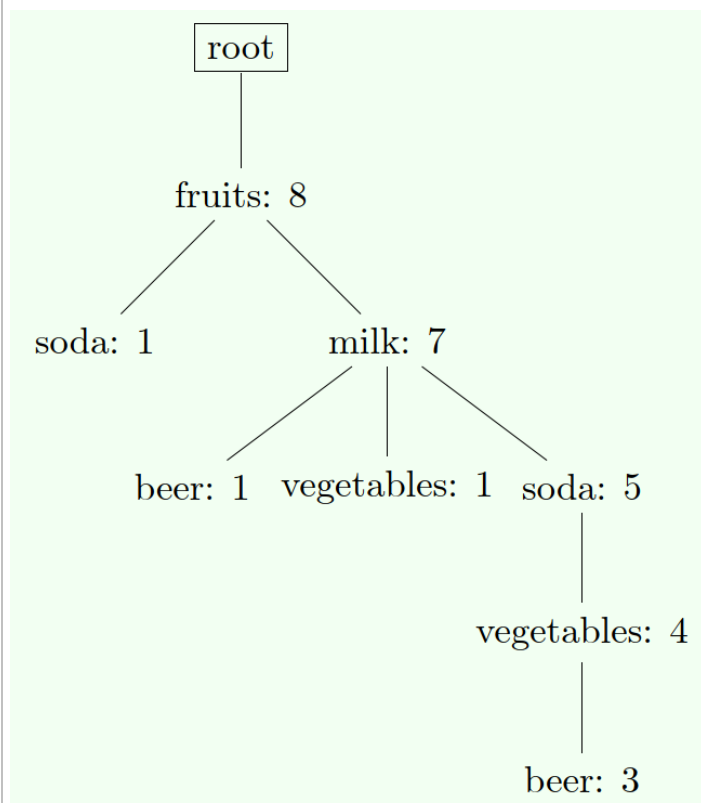 root
fruits: 8
soda: 1
milk: 7
beer: 1
vegetables: 1
soda: 5
vegetables: 4
beer: 3